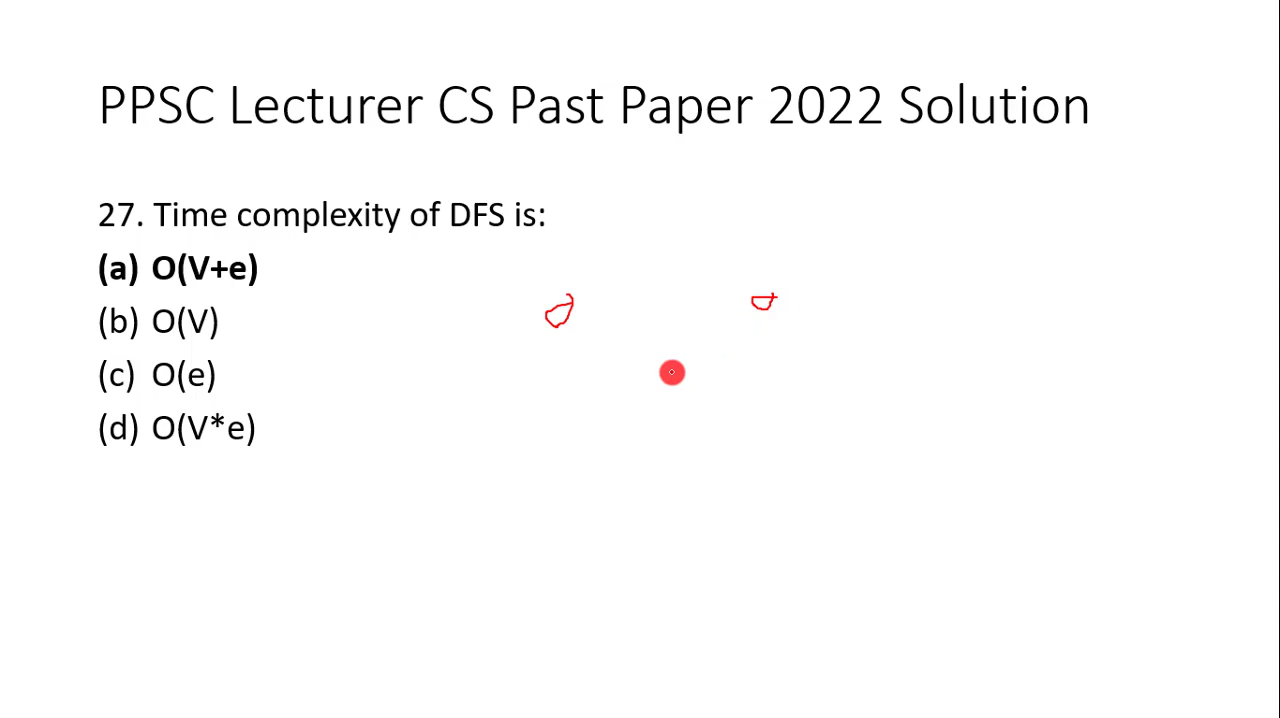 PPSC Lecturer CS Past Paper 2022 Solution
27. Time complexity of DFS is:
(a) O(V+e)
(b) O(V)
(c) O(e)
(d) O(V*e)